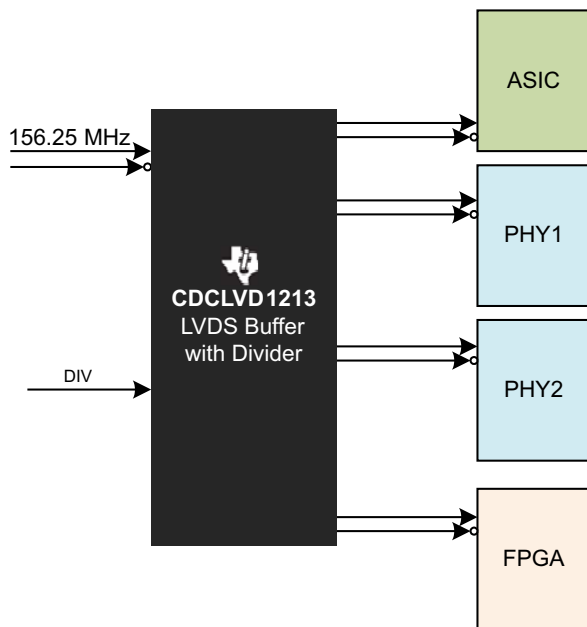 ASIC
156.25 MHz
PHY1
CDCLVD1213
LVDS Buffer
with Divider
DIV
PHY2
FPGA